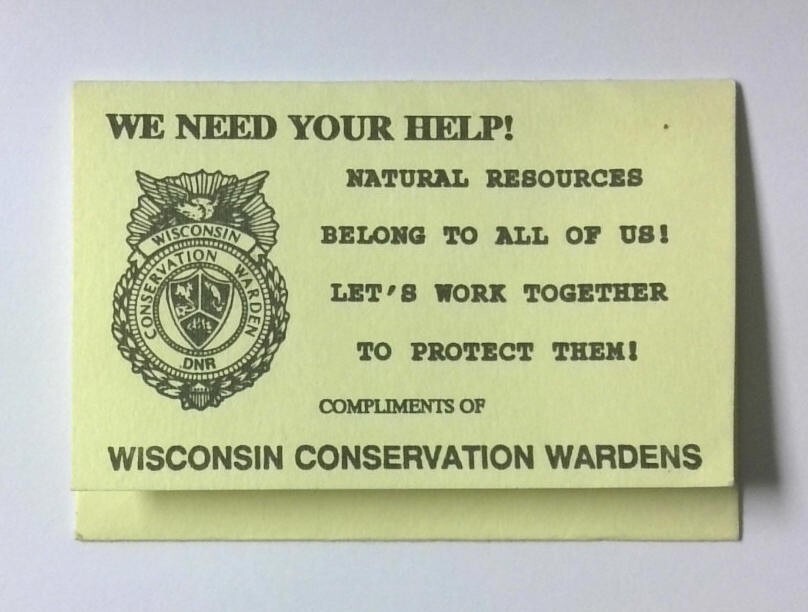 WE NEED YOUR HELP!
NATURAL RESOURCES
BELONG TO ALL OF US!
LET'S WORK TOGETHER
TO PROTECT THEM!
WISCONSIN
CONSERVATION WARDEN
DNR
COMPLIMENTS OF
WISCONSIN CONSERVATION WARDENS